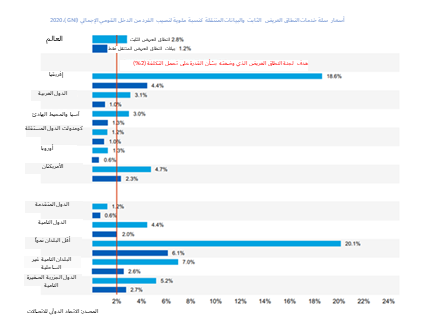 أسعار سلة خدمات النطاق العريض الثابت والبيانات المتنقلة كنسبة مئوية لنصيب الفرد من الدخل القومي الإجمالي (GNI)، 2020
العالم
النطاق العريض الثابت 2.8%
بيانات النطاق العريض المتنقل فقط 1.2%
هدف لجنة النطاق العريض الذي وضعته بشأن القدرة على تحمل التكلفة (2%)
إفريقيا
18.6%
4.4%
الدول العربية
3.1%
1.0%
آسيا والمحيط الهادئ
3.0%
1.3%
كومنولث الدول المستقلة
1.2%
1.0%
أوروبا
1.3%
0.6%
الأمريكتان
4.7%
2.3%
الدول المتقدمة
1.2%
0.6%
الدول النامية
4.4%
2.0%
أقل البلدان نمواً
20.1%
6.1%
البلدان النامية غير
الساحلية
7.0%
2.6%
الدول الجزرية الصغيرة
النامية
5.2%
2.7%
2% 4% 6% 8% 10% 12% 14% 16% 18% 20% 22% 24%
المصدر: الاتحاد الدولي للاتصالات